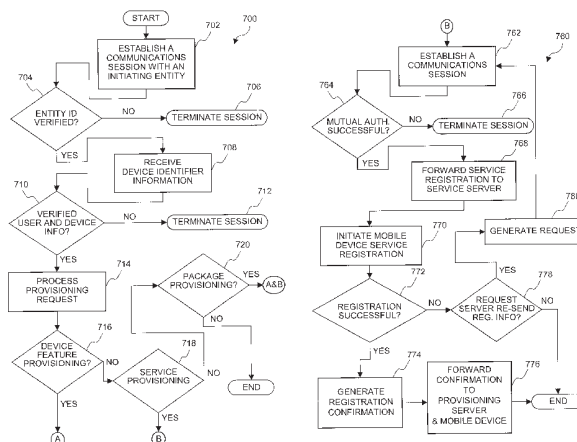 START
700
702
ESTABLISH A
COMMUNICATIONS
SESSION WITH AN
INITIATING ENTITY
704
ENTITY ID
VERIFIED?
NO
706
TERMINATE SESSION
YES
708
RECEIVE
DEVICE IDENTIFIER
INFORMATION
710
VERIFIED
USER AND DEVICE
INFO?
NO
712
TERMINATE SESSION
YES
714
PROCESS
PROVISIONING
REQUEST
716
DEVICE
FEATURE
PROVISIONING?
NO
YES
A
718
SERVICE
PROVISIONING
NO
YES
B
720
PACKAGE
PROVISIONING?
YES
A&B
NO
END
B
760
762
ESTABLISH A
COMMUNICATIONS
SESSION
764
MUTUAL AUTH.
SUCCESSFUL?
NO
766
TERMINATE SESSION
YES
768
FORWARD SERVICE
REGISTRATION TO
SERVICE SERVER
770
INITIATE MOBILE
DEVICE SERVICE
REGISTRATION
772
REGISTRATION
SUCCESSFUL?
NO
YES
778
REQUEST
SERVER RE-SEND
REG. INFO?
YES
NO
GENERATE REQUEST
774
GENERATE
REGISTRATION
CONFIRMATION
776
FORWARD
CONFIRMATION
TO
PROVISIONING
SERVER
& MOBILE DEVICE
END